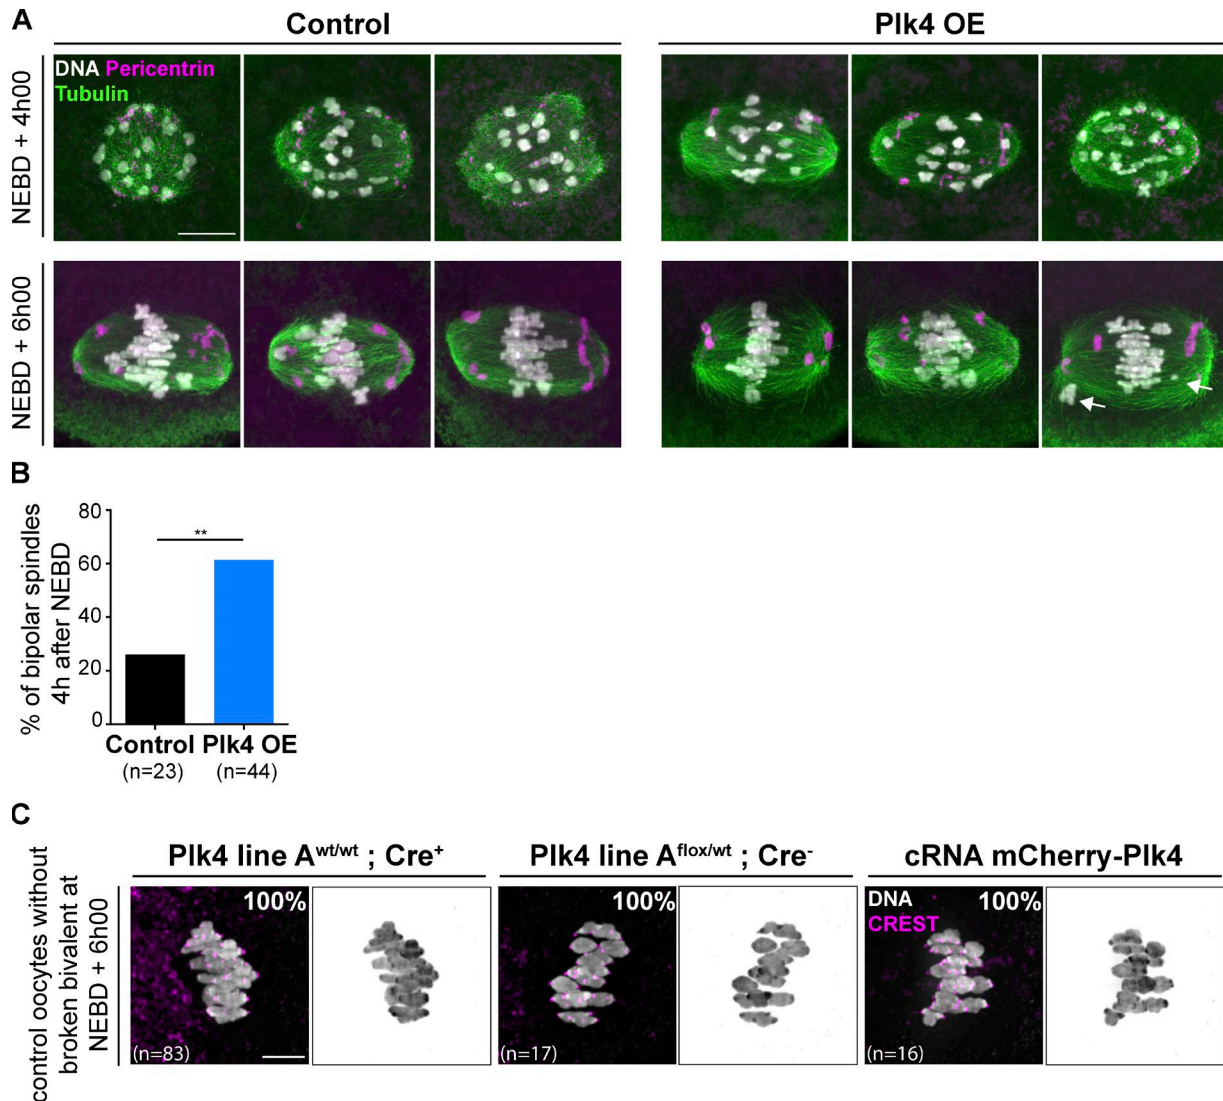 A
Control
Plk4 OE
NEBD + 4h00
DNA Pericentrin
Tubulin
NEBD + 6h00
B
% of bipolar spindles
4h after NEBD
80
60
40
20
0
**
Control Plk4 OE
(n=23) (n=44)
C
control oocytes without
broken bivalent at
NEBD + 6h00
Plk4 line A^wt/wt ; Cre^+
100%
(n=83)
Plk4 line A^flox/wt ; Cre^-
100%
(n=17)
cRNA mCherry-Plk4
DNA 100%
CREST
(n=16)